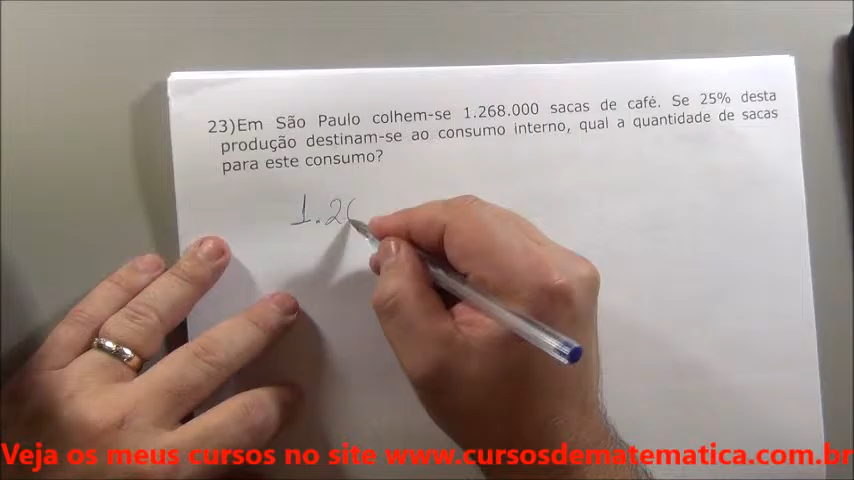 23)Em São Paulo colhem-se 1.268.000 sacas de café. Se 25% desta
produção destinam-se ao consumo interno, qual a quantidade de sacas
para este consumo?
1.2
Veja os meus cursos no site www.cursosdematematica.com.br